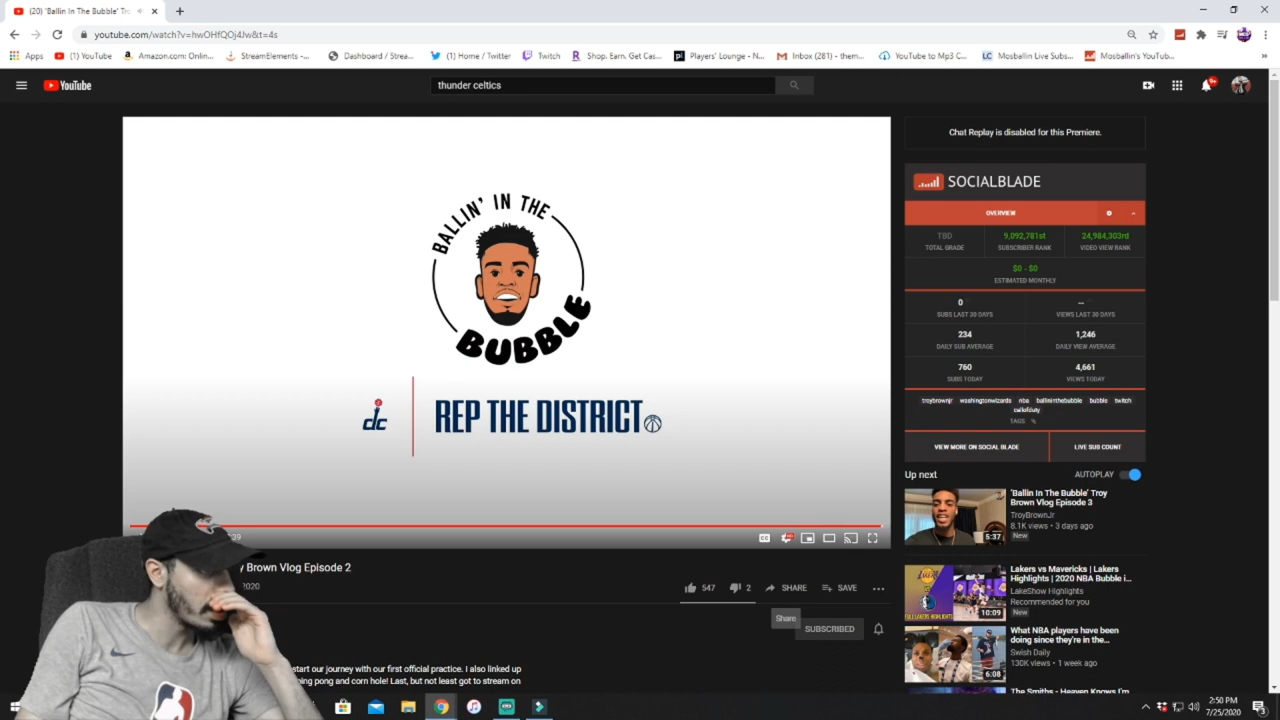 (20) 'Ballin In The Bubble' Tro
youtube.com/watch?v=hwOHfQOj4Jw&t=4s
Apps
(1) YouTube
Amazon.com: Onlin...
StreamElements -...
Dashboard / Strea...
(1) Home / Twitter
Twitch
Shop. Earn. Get Cas...
Players' Lounge - N...
Inbox (281) - them...
YouTube to Mp3 C...
Mosballin Live Subs...
Mosballin's YouTub...
YouTube
thunder celtics
9+
Chat Replay is disabled for this Premiere.
SOCIALBLADE
OVERVIEW
TBD 9,092,781st 24,984,303rd
TOTAL GRADE SUBSCRIBER RANK VIDEO VIEW RANK
$0 - $0
ESTIMATED MONTHLY
0 --
SUBS LAST 30 DAYS VIEWS LAST 30 DAYS
234 1,246
DAILY SUB AVERAGE DAILY VIEW AVERAGE
760 4,661
SUBS TODAY VIEWS TODAY
troybrownjr washingtonwizards nba ballininthebubble bubble twitch
callofduty
TAGS
VIEW MORE ON SOCIAL BLADE LIVE SUB COUNT
BALLIN' IN THE
BUBBLE
dc
REP THE DISTRICT
:39
CC
HD
y Brown Vlog Episode 2
2020
547 2 SHARE SAVE
Share
SUBSCRIBED
start our journey with our first official practice. I also linked up
ing pong and corn hole! Last, but not least got to stream on
Up next AUTOPLAY
'Ballin In The Bubble' Troy
Brown Vlog Episode 3
TroyBrownJr
8.1K views • 3 days ago
New
5:37
Lakers vs Mavericks | Lakers
Highlights | 2020 NBA Bubble i...
LakeShow Highlights
Recommended for you
New
10:09
What NBA players have been
doing since they're in the...
Swish Daily
130K views • 1 week ago
6:08
The Smiths - Heaven Knows I'm
2:50 PM
7/25/2020
3